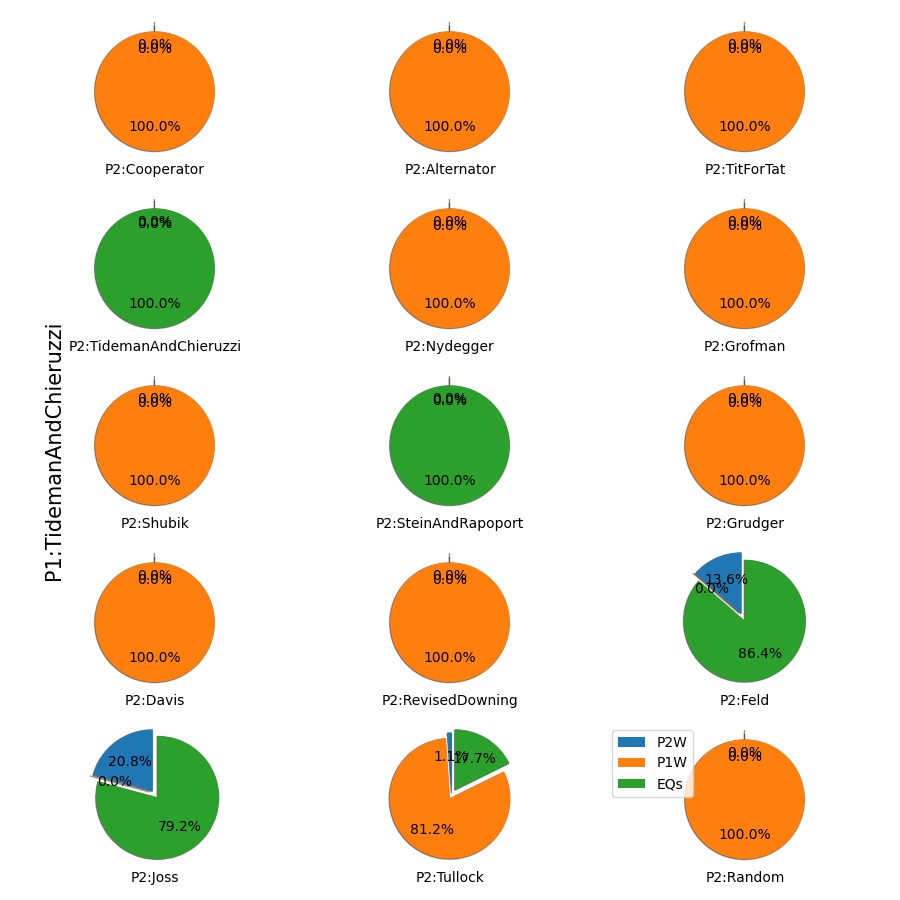 0.0%
0.0%
100.0%
P2:Cooperator
0.0%
0.0%
100.0%
P2:Alternator
0.0%
0.0%
100.0%
P2:TitForTat
0.0%
0.0%
100.0%
P2:TidemanAndChieruzzi
0.0%
0.0%
100.0%
P2:Nydegger
0.0%
0.0%
100.0%
P2:Grofman
P1:TidemanAndChieruzzi
0.0%
0.0%
100.0%
P2:Shubik
0.0%
0.0%
100.0%
P2:SteinAndRapoport
0.0%
0.0%
100.0%
P2:Grudger
0.0%
0.0%
100.0%
P2:Davis
0.0%
0.0%
100.0%
P2:RevisedDowning
13.6%
0.0%
86.4%
P2:Feld
20.8%
0.0%
79.2%
P2:Joss
1.1%
17.7%
81.2%
P2:Tullock
P2W
P1W
EQs
0.0%
0.0%
100.0%
P2:Random